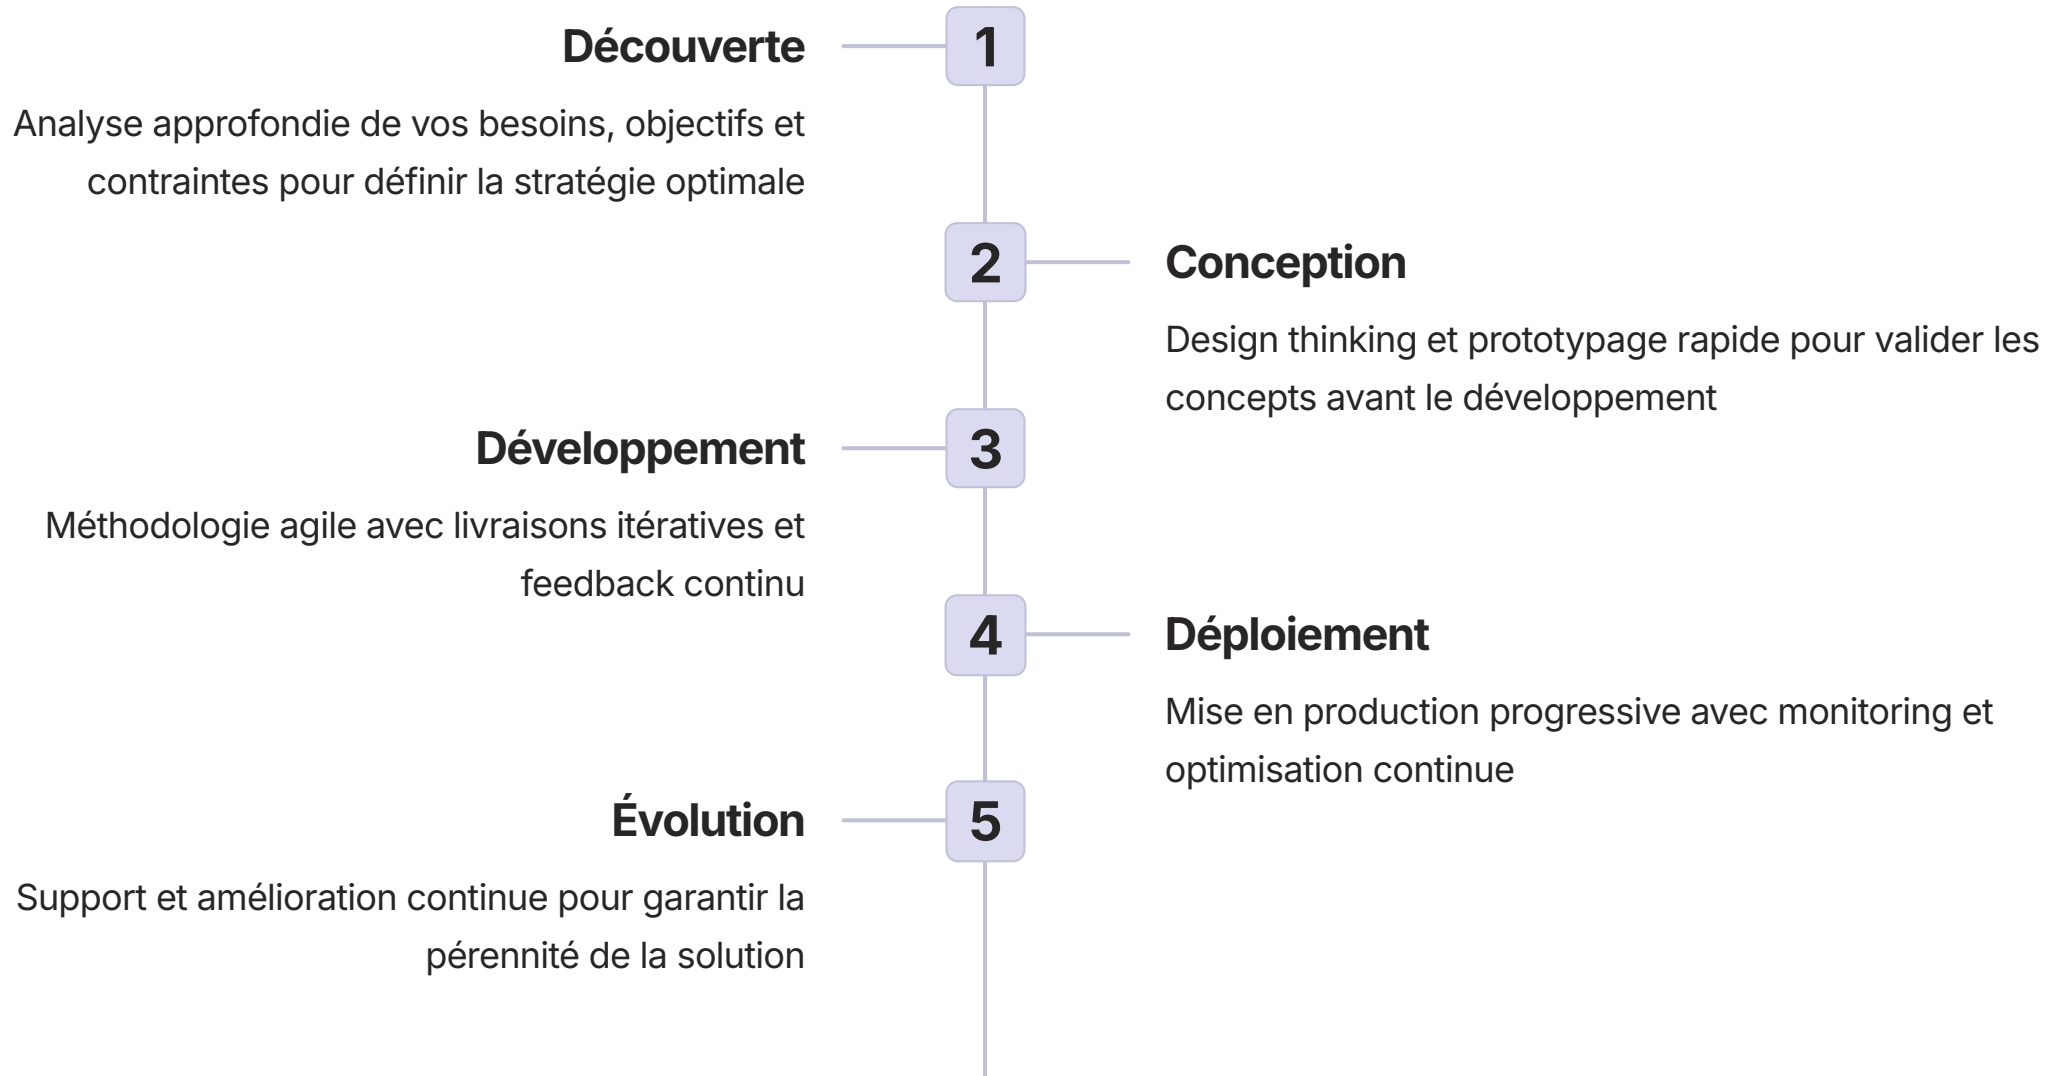 1
Découverte
Analyse approfondie de vos besoins, objectifs et
contraintes pour définir la stratégie optimale
2
Conception
Design thinking et prototypage rapide pour valider les
concepts avant le développement
3
Développement
Méthodologie agile avec livraisons itératives et
feedback continu
4
Déploiement
Mise en production progressive avec monitoring et
optimisation continue
5
Évolution
Support et amélioration continue pour garantir la
pérennité de la solution